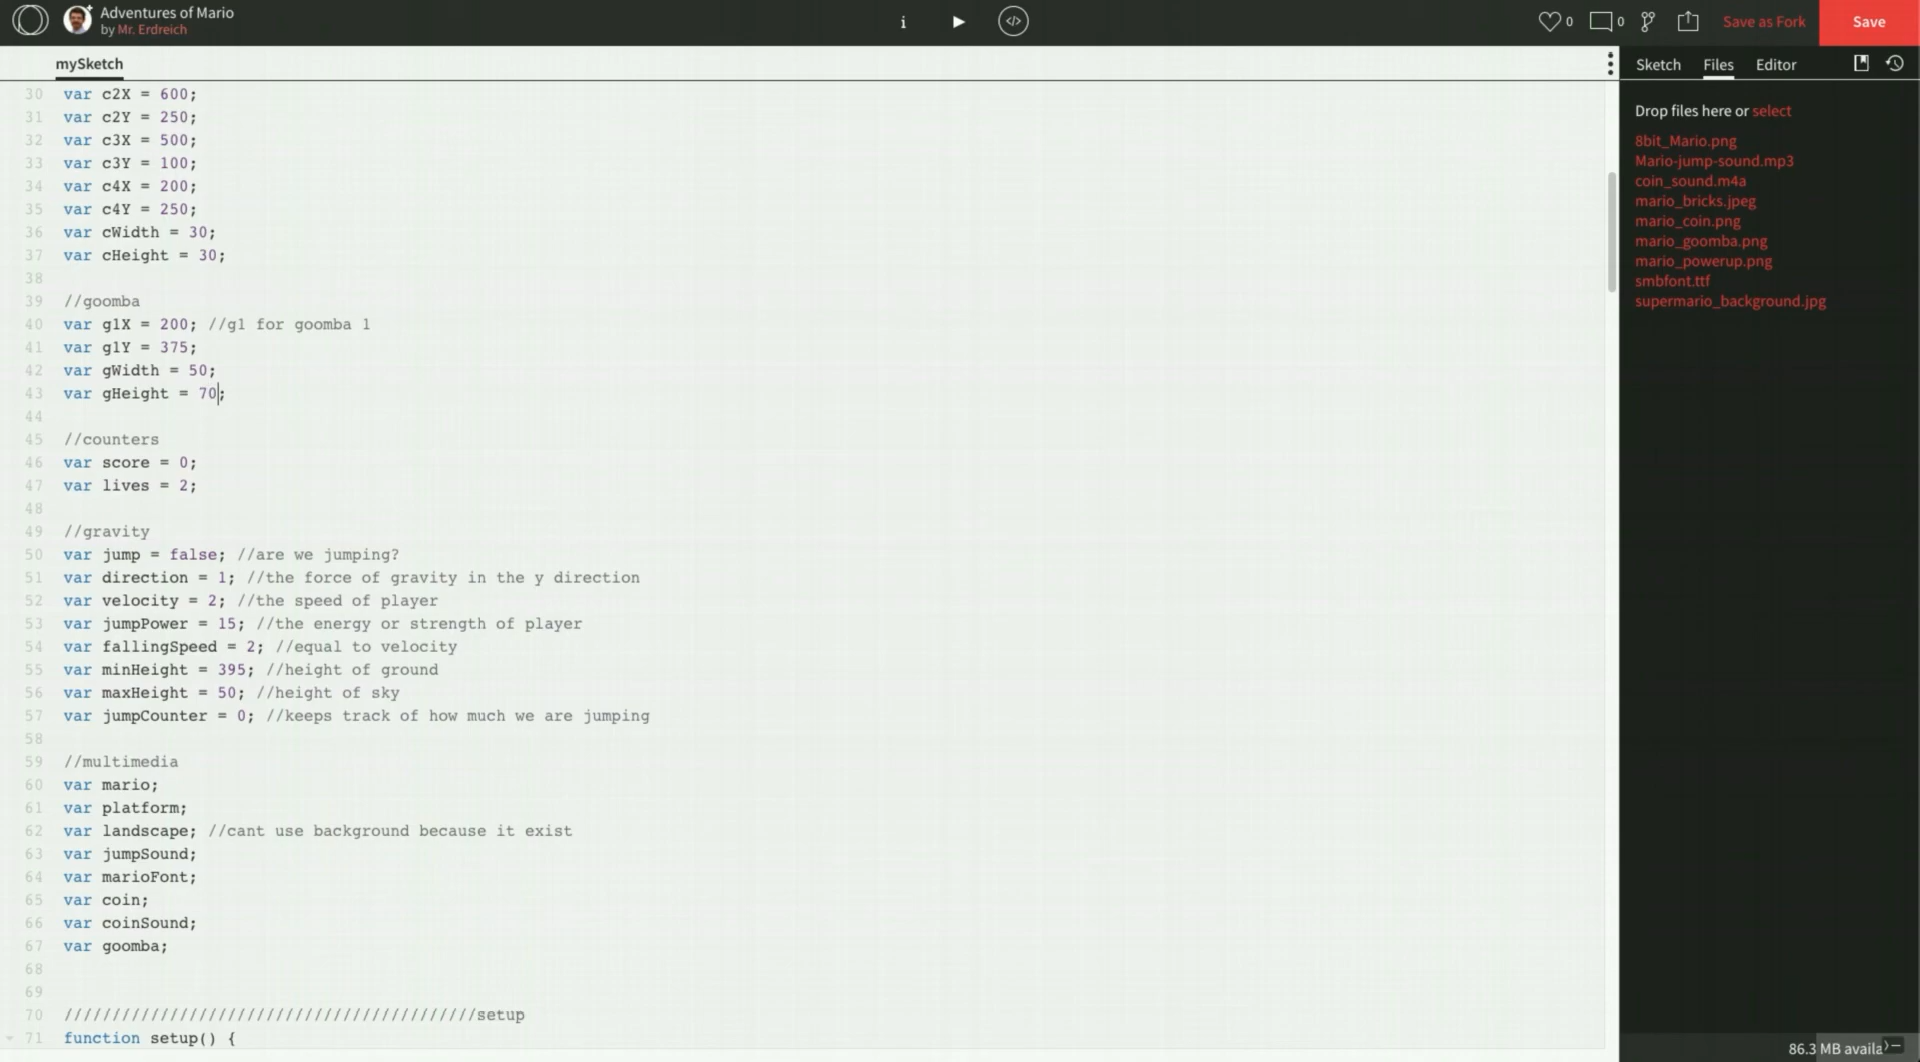 Adventures of Mario
by Mr. Erdreich
i
</>
0
0
Save as Fork
Save
mySketch
Sketch Files Editor
30 var c2X = 600;
31 var c2Y = 250;
32 var c3X = 500;
33 var c3Y = 100;
34 var c4X = 200;
35 var c4Y = 250;
36 var cWidth = 30;
37 var cHeight = 30;
38
39 //goomba
40 var g1X = 200; //g1 for goomba 1
41 var g1Y = 375;
42 var gWidth = 50;
43 var gHeight = 70;
44
45 //counters
46 var score = 0;
47 var lives = 2;
48
49 //gravity
50 var jump = false; //are we jumping?
51 var direction = 1; //the force of gravity in the y direction
52 var velocity = 2; //the speed of player
53 var jumpPower = 15; //the energy or strength of player
54 var fallingSpeed = 2; //equal to velocity
55 var minHeight = 395; //height of ground
56 var maxHeight = 50; //height of sky
57 var jumpCounter = 0; //keeps track of how much we are jumping
58
59 //multimedia
60 var mario;
61 var platform;
62 var landscape; //cant use background because it exist
63 var jumpSound;
64 var marioFont;
65 var coin;
66 var coinSound;
67 var goomba;
68
69
70 ///////////////////////////////////////////setup
71 function setup() {
Drop files here or select
8bit_Mario.png
Mario-jump-sound.mp3
coin_sound.m4a
mario_bricks.jpeg
mario_coin.png
mario_goomba.png
mario_powerup.png
smbfont.ttf
supermario_background.jpg
86.3 MB availa